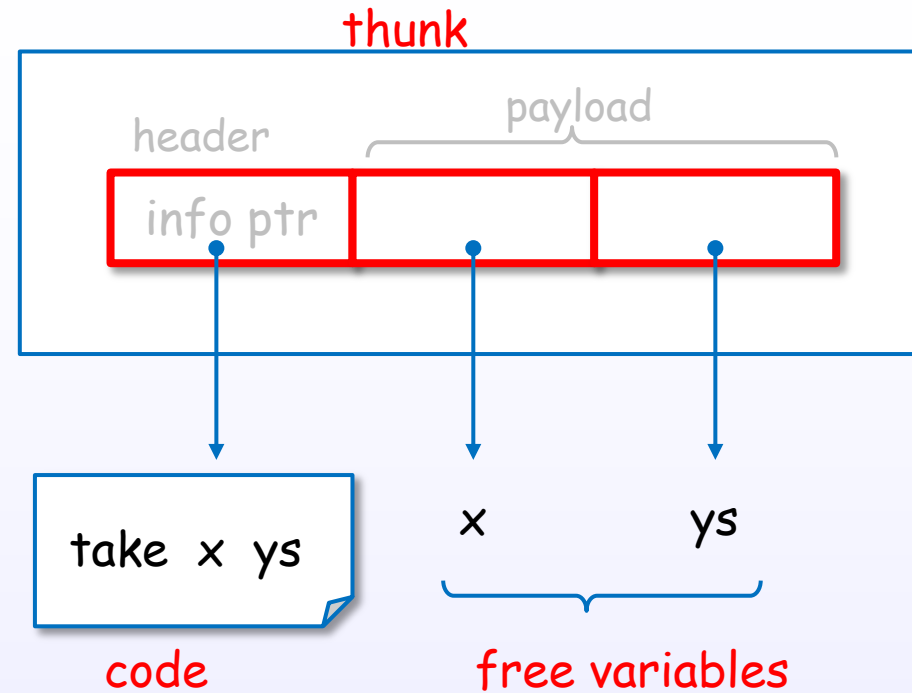 thunk
payload
header
info ptr
take x ys
x
ys
code
free variables